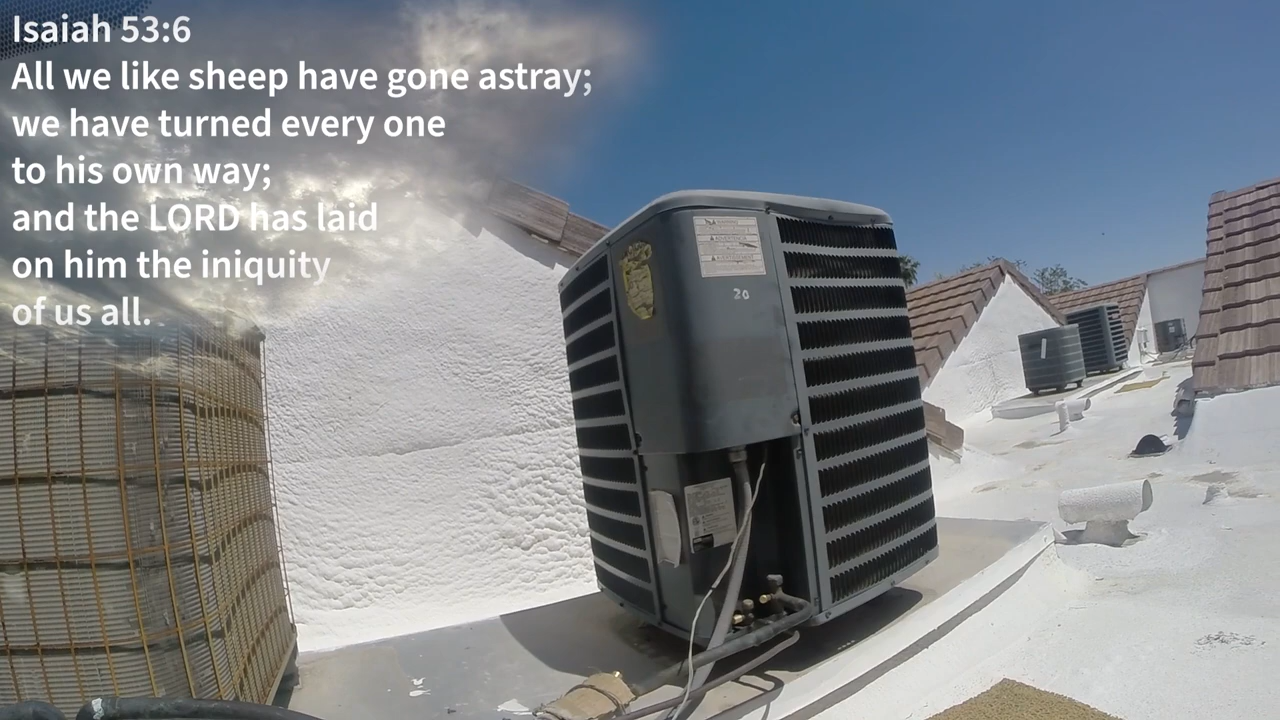 Isaiah 53:6
All we like sheep have gone astray;
we have turned every one
to his own way;
and the LORD has laid
on him the iniquity
of us all.
20